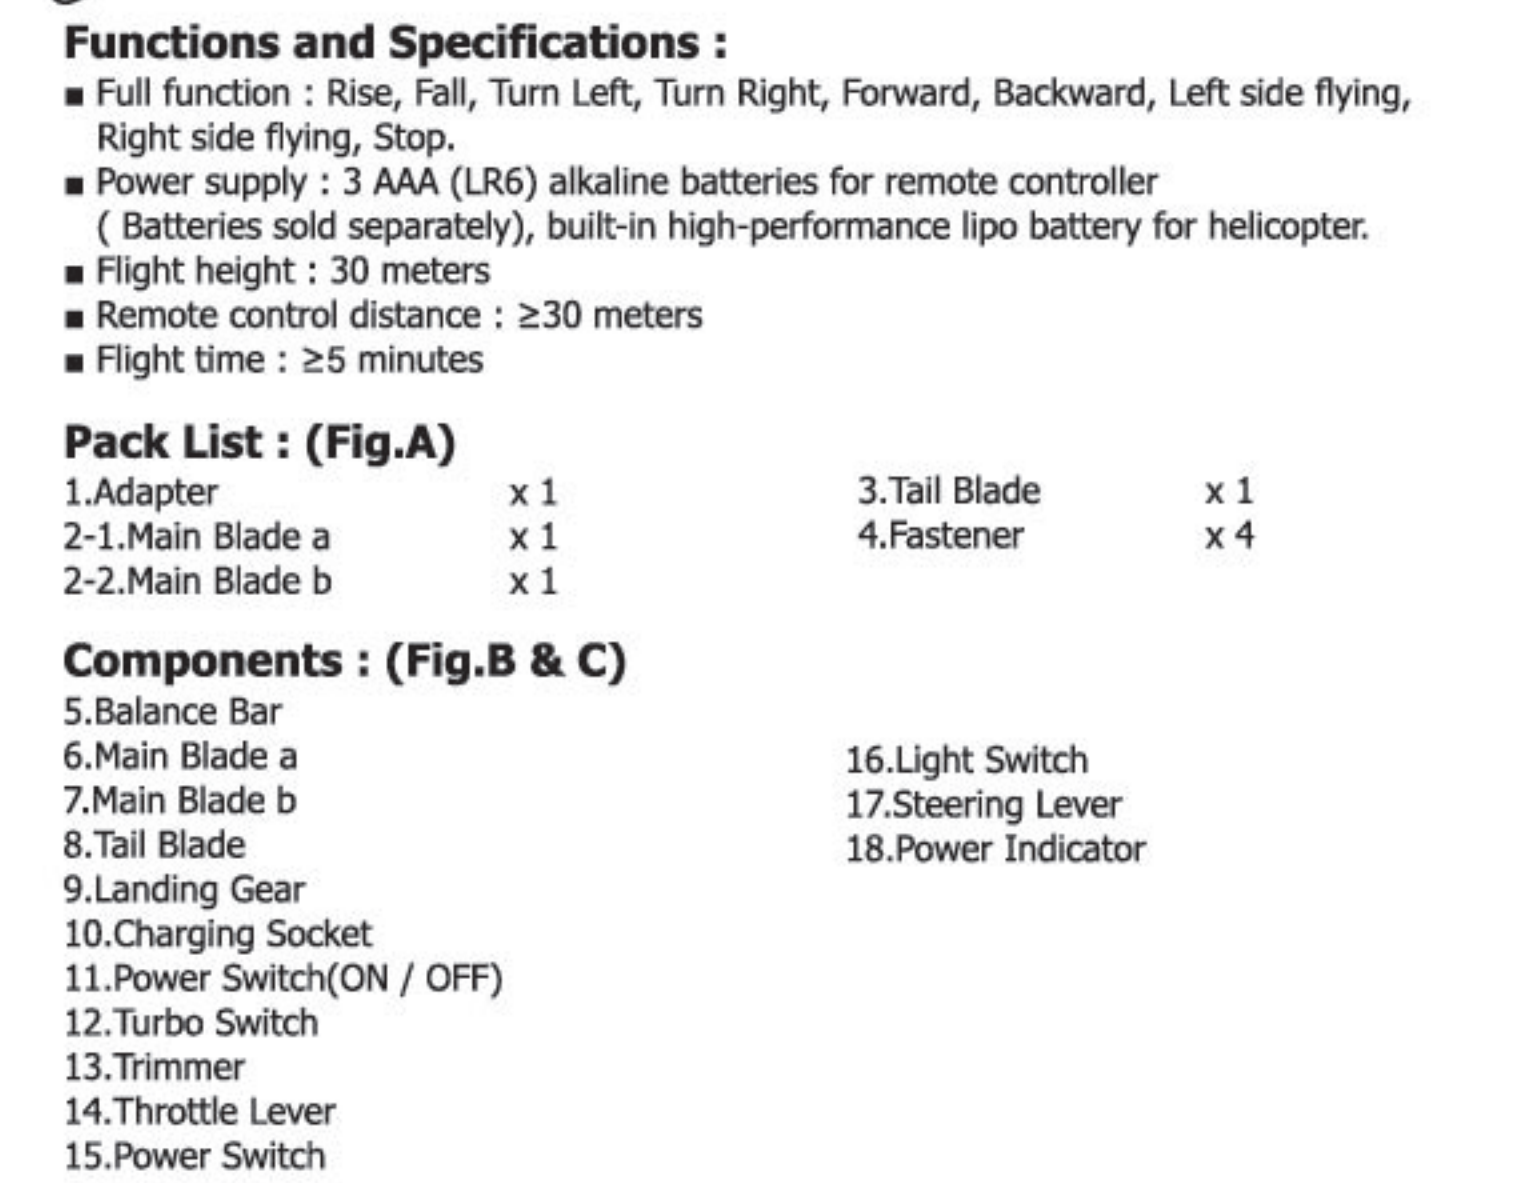 Functions and Specifications :
■ Full function : Rise, Fall, Turn Left, Turn Right, Forward, Backward, Left side flying,
Right side flying, Stop.
■ Power supply : 3 AAA (LR6) alkaline batteries for remote controller
( Batteries sold separately), built-in high-performance lipo battery for helicopter.
■ Flight height : 30 meters
■ Remote control distance : ≥30 meters
■ Flight time : ≥5 minutes
Pack List : (Fig.A)
1.Adapter x 1
2-1.Main Blade a x 1
2-2.Main Blade b x 1
3.Tail Blade x 1
4.Fastener x 4
Components : (Fig.B & C)
5.Balance Bar
6.Main Blade a
7.Main Blade b
8.Tail Blade
9.Landing Gear
10.Charging Socket
11.Power Switch(ON / OFF)
12.Turbo Switch
13.Trimmer
14.Throttle Lever
15.Power Switch
16.Light Switch
17.Steering Lever
18.Power Indicator